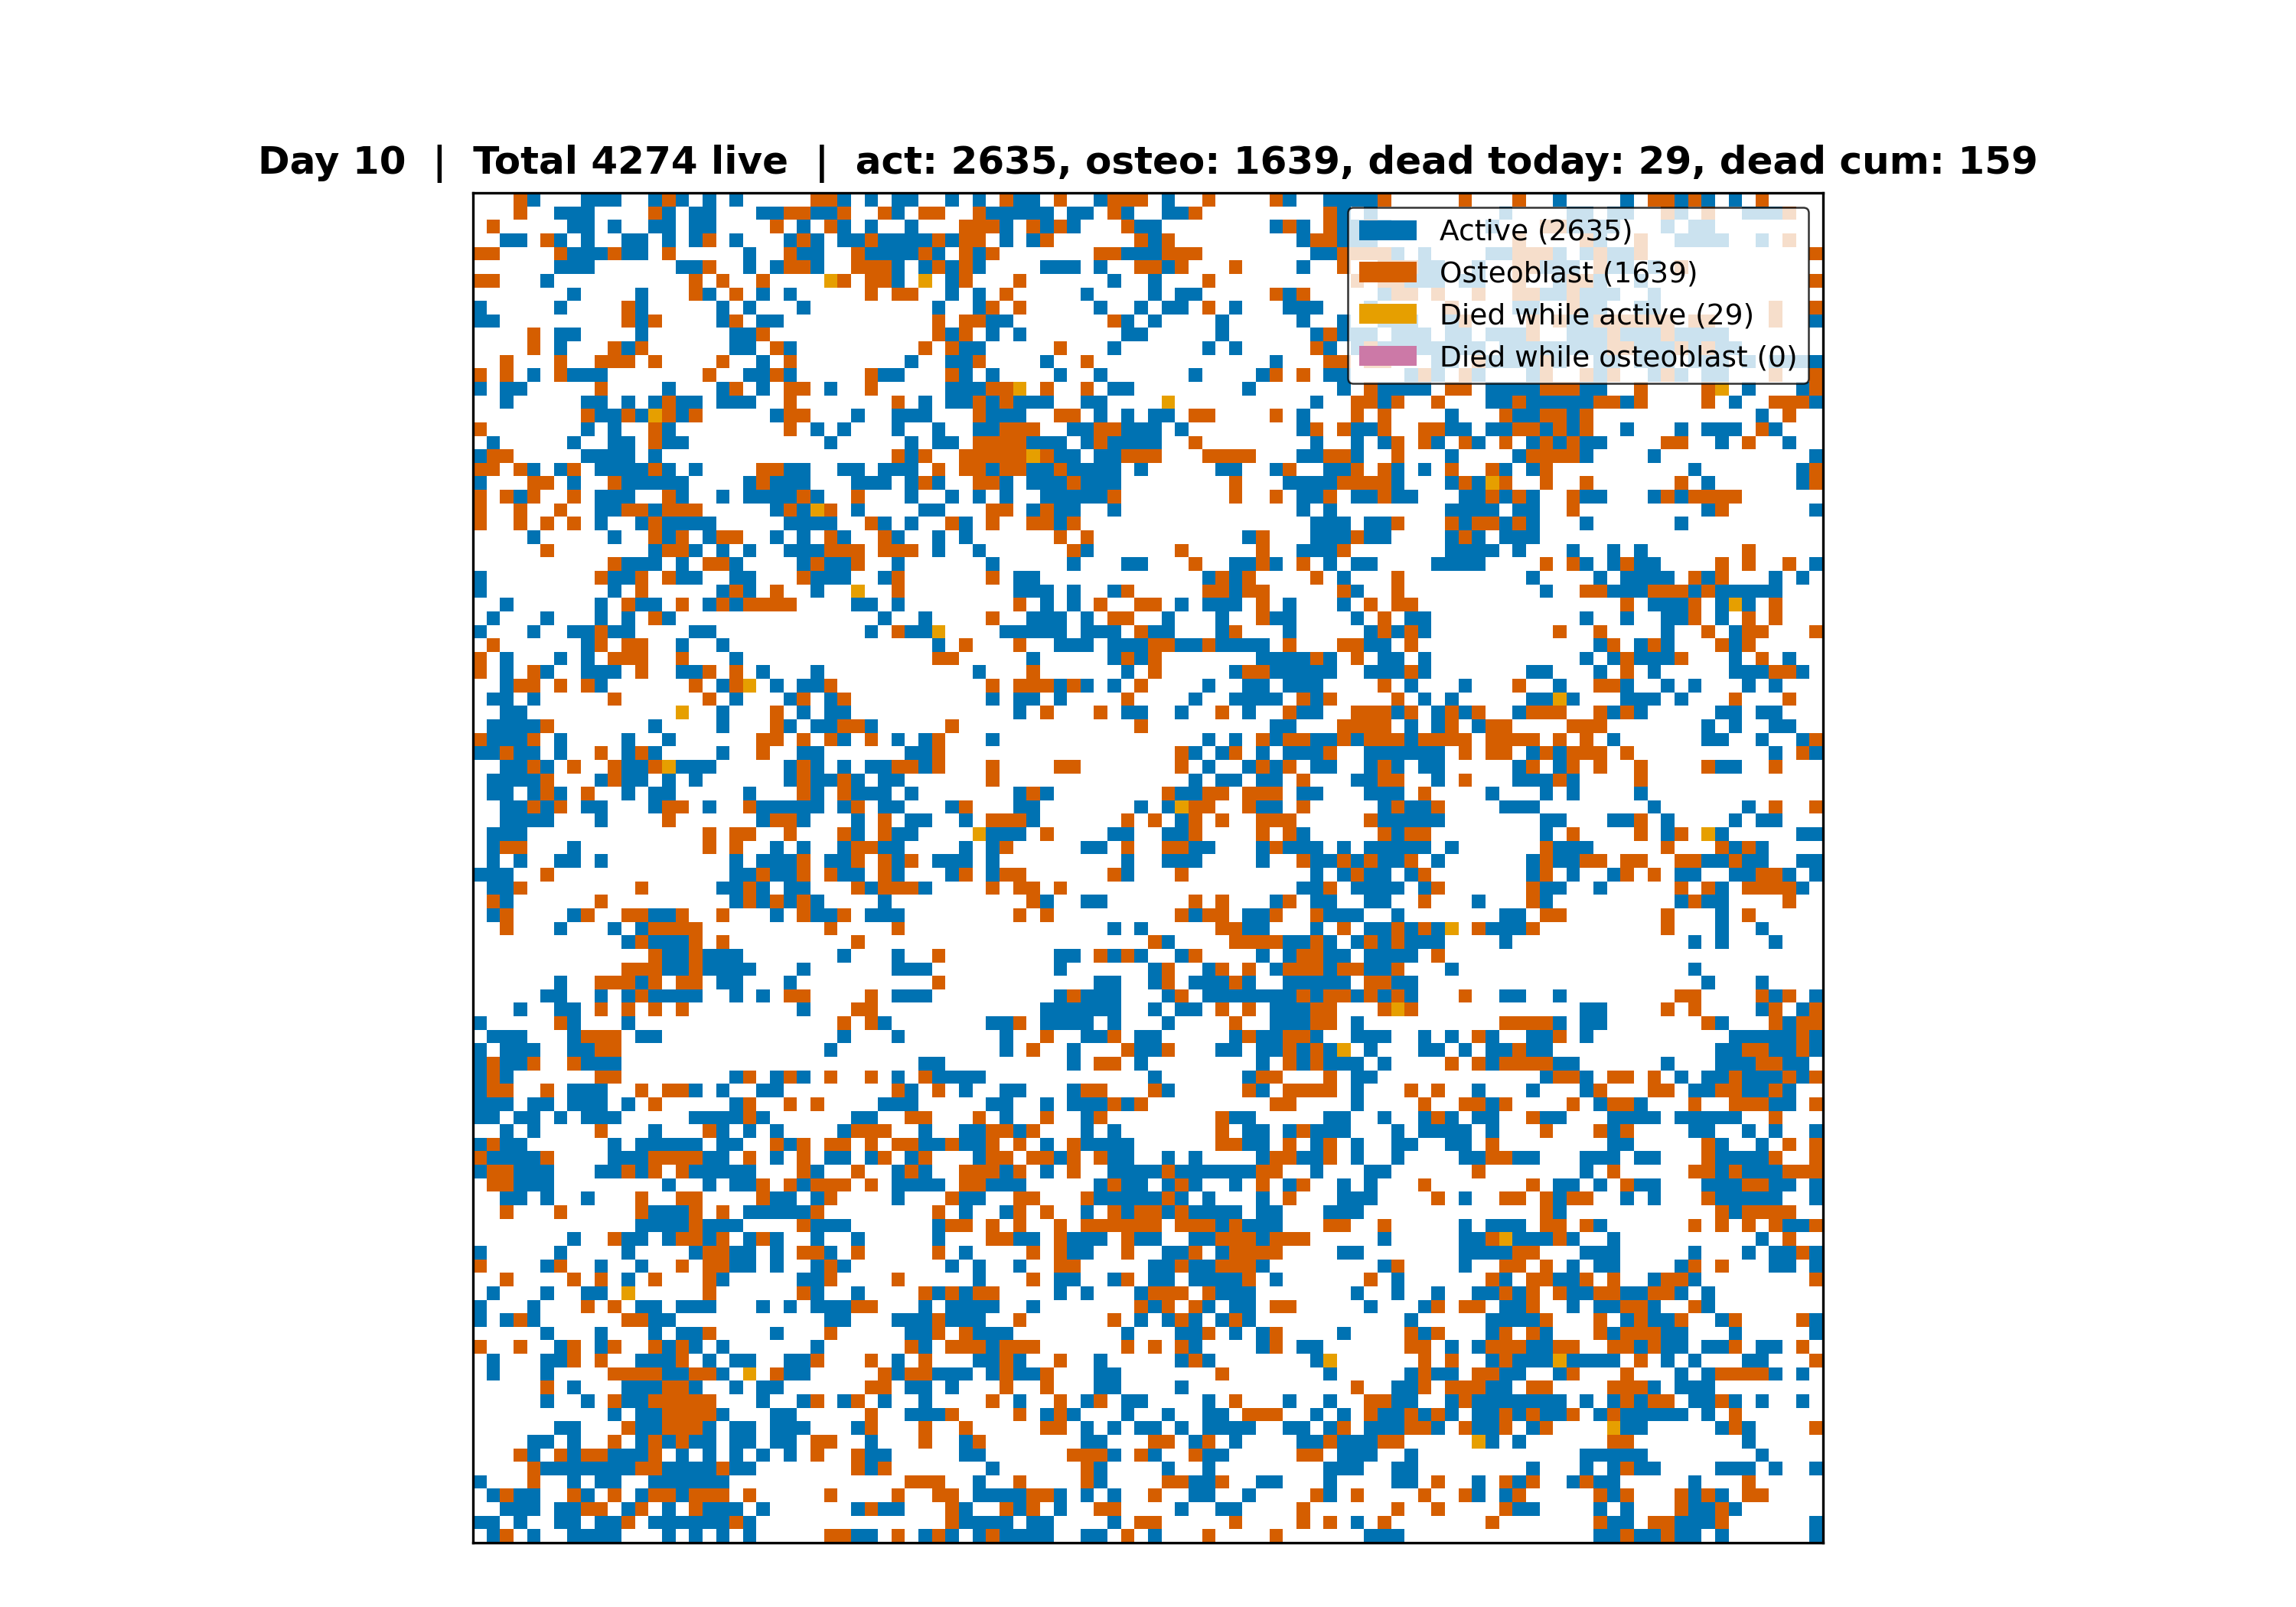 Day 10 | Total 4274 live | act: 2635, osteo: 1639, dead today: 29, dead cum: 159
Active (2635)
Osteoblast (1639)
Died while active (29)
Died while osteoblast (0)